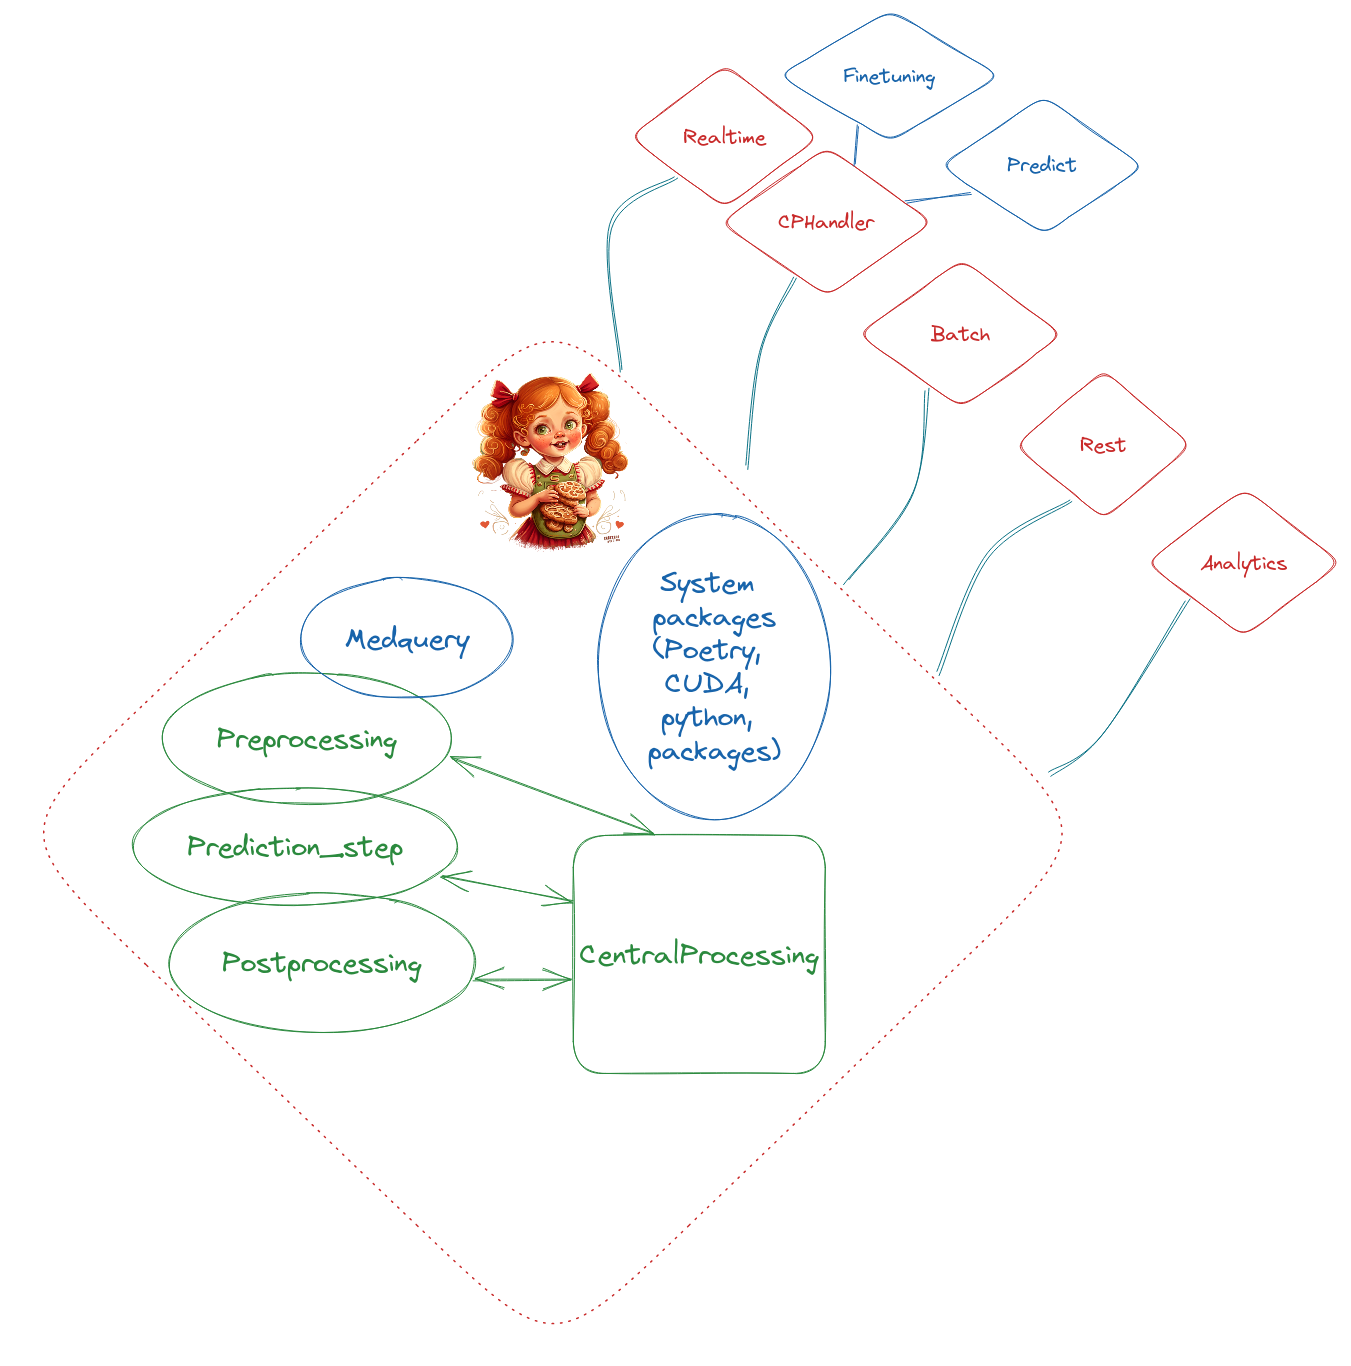 Finetuning
Realtime
Predict
CPHandler
Batch
Rest
Analytics
System
packages
(Poetry,
CUDA,
python,
packages)
Medquery
Preprocessing
Prediction_step
Postprocessing
CentralProcessing